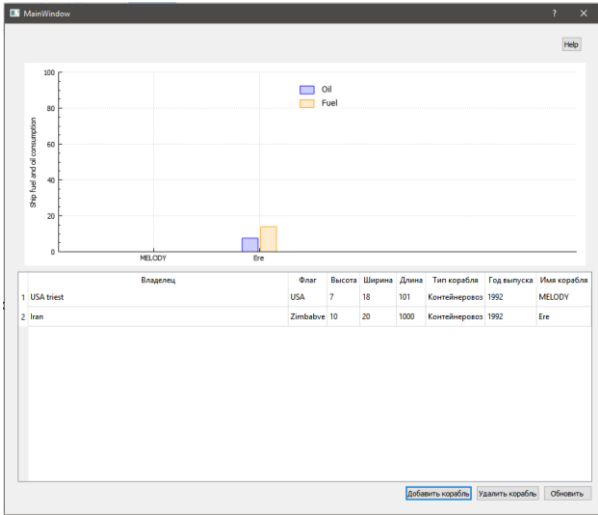 MainWindow
? ×
Help
100
80
60
40
20
0
Ship fuel and oil consumption
Oil
Fuel
MELODY Ere
Владелец Флаг Высота Ширина Длина Тип корабля Год выпуска Имя корабля
1 USA triest USA 7 18 101 Контейнеровоз 1992 MELODY
2 Iran Zimbabve 10 20 1000 Контейнеровоз 1992 Ere
Добавить корабль Удалить корабль Обновить